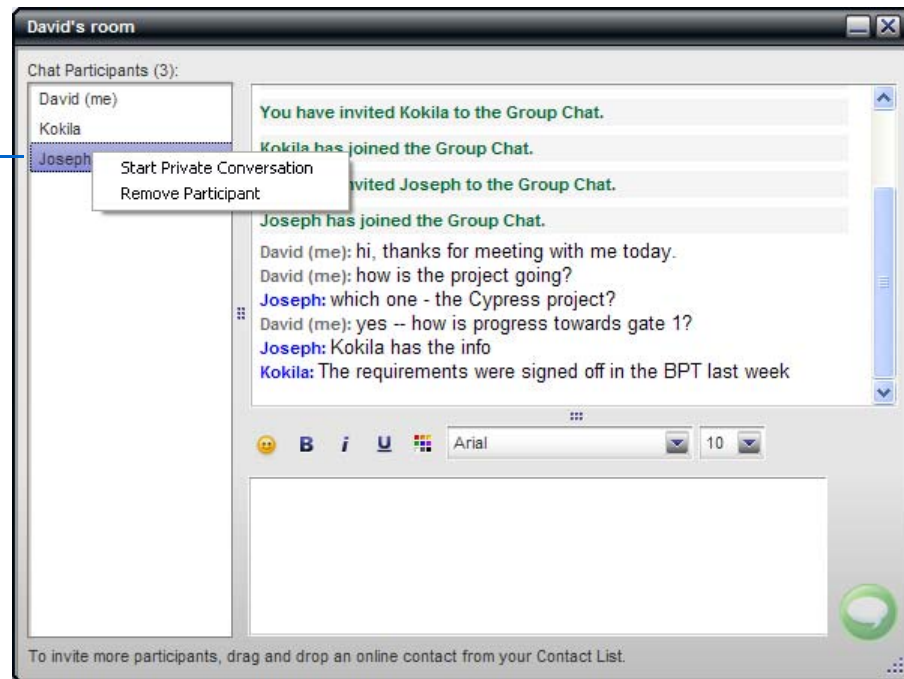 David's room
Chat Participants (3):
David (me)
Kokila
Joseph
Start Private Conversation
Remove Participant
You have invited Kokila to the Group Chat.
Kokila has joined the Group Chat.
invited Joseph to the Group Chat.
Joseph has joined the Group Chat.
David (me): hi, thanks for meeting with me today.
David (me): how is the project going?
Joseph: which one - the Cypress project?
David (me): yes -- how is progress towards gate 1?
Joseph: Kokila has the info
Kokila: The requirements were signed off in the BPT last week
B i U Arial 10
To invite more participants, drag and drop an online contact from your Contact List.